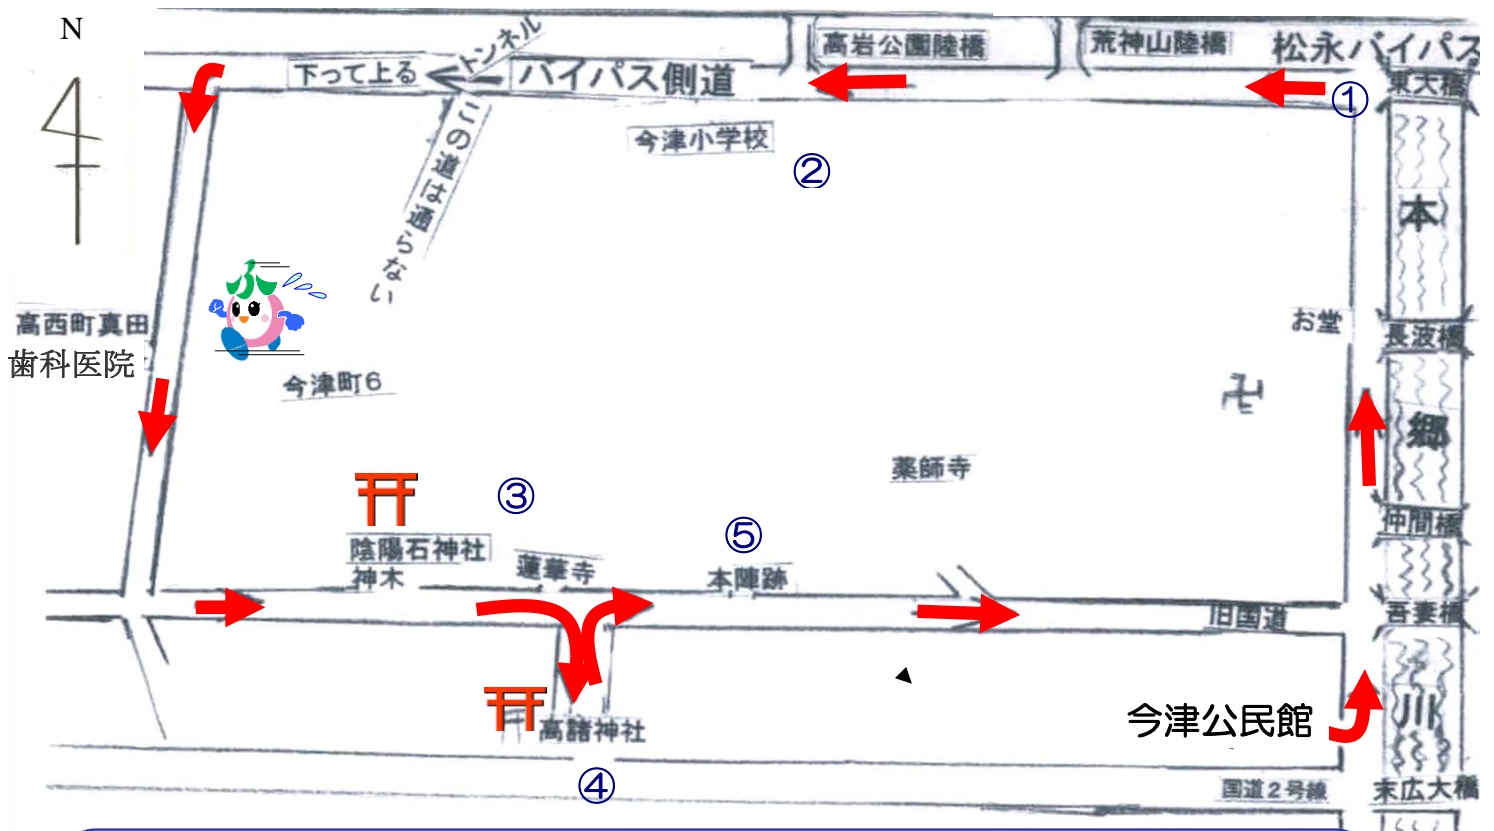 N
高岩公園陸橋
荒神山陸橋
松永バイパス
下って上る
トンネル
バイパス側道
東大橋
①
この道は通らない
今津小学校
②
本
高西町真田
歯科医院
お堂
長波橋
今津町6
卍
郷
薬師寺
③
⑤
仲間橋
陰陽石神社
神木
蓮華寺
本陣跡
旧国道
吾妻橋
高諸神社
今津公民館
川
④
国道2号線
末広大橋